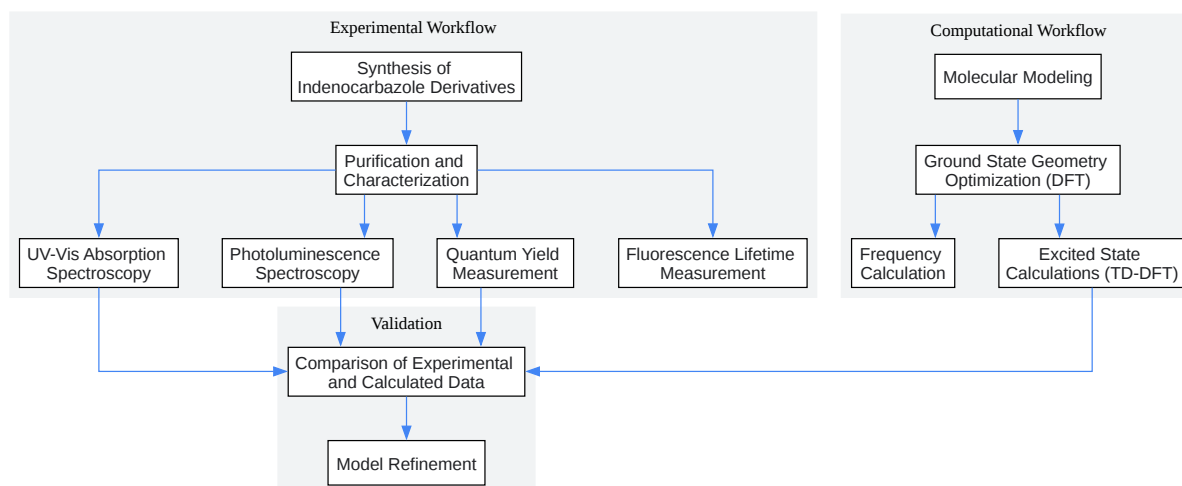 Experimental Workflow
Computational Workflow
Synthesis of
Indenocarbazole Derivatives
Molecular Modeling
Purification and
Characterization
Ground State Geometry
Optimization (DFT)
UV-Vis Absorption
Spectroscopy
Photoluminescence
Spectroscopy
Quantum Yield
Measurement
Fluorescence Lifetime
Measurement
Frequency
Calculation
Excited State
Calculations (TD-DFT)
Validation
Comparison of Experimental
and Calculated Data
Model Refinement